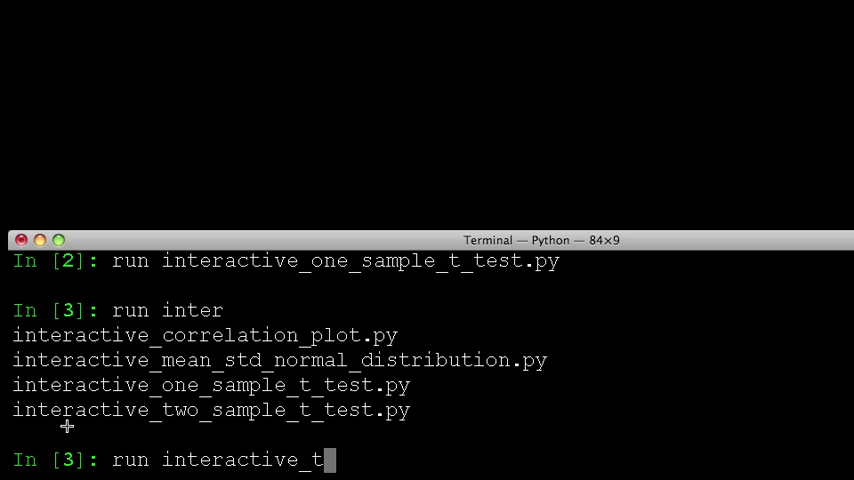 Terminal — Python — 84×9
In [2]: run interactive_one_sample_t_test.py
In [3]: run inter
interactive_correlation_plot.py
interactive_mean_std_normal_distribution.py
interactive_one_sample_t_test.py
interactive_two_sample_t_test.py
In [3]: run interactive_t